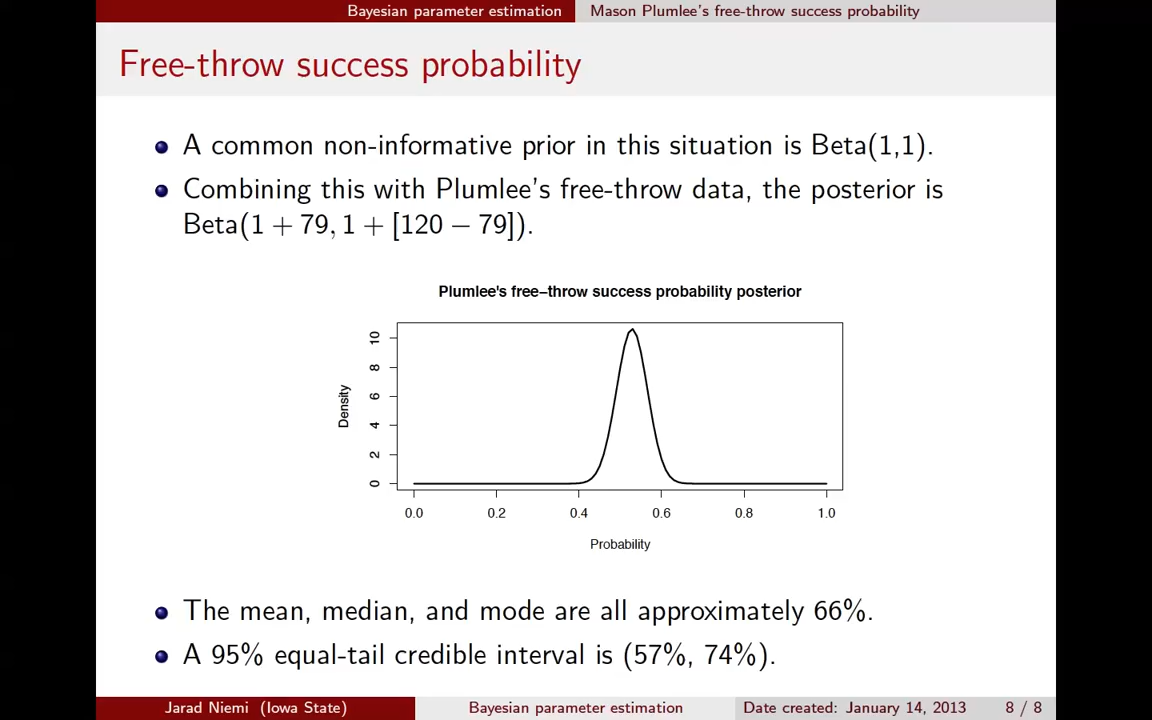 Bayesian parameter estimation Mason Plumlee's free-throw success probability
Free-throw success probability
A common non-informative prior in this situation is Beta(1,1).
Combining this with Plumlee's free-throw data, the posterior is
Beta(1 + 79, 1 + [120 − 79]).
Plumlee's free−throw success probability posterior
Density
10
8
6
4
2
0
0.0 0.2 0.4 0.6 0.8 1.0
Probability
The mean, median, and mode are all approximately 66%.
A 95% equal-tail credible interval is (57%, 74%).
Jarad Niemi (Iowa State) Bayesian parameter estimation Date created: January 14, 2013 8 / 8